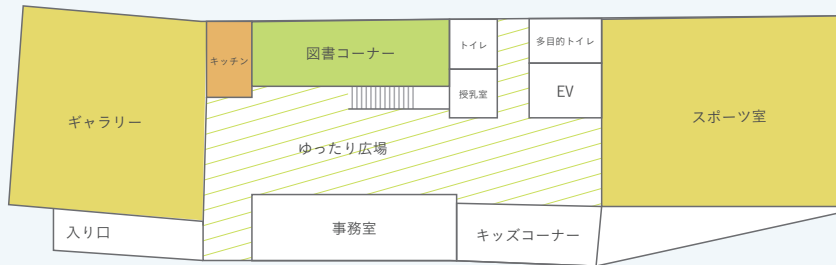 キッチン
図書コーナー
トイレ
多目的トイレ
授乳室
EV
ギャラリー
スポーツ室
ゆったり広場
入り口
事務室
キッズコーナー